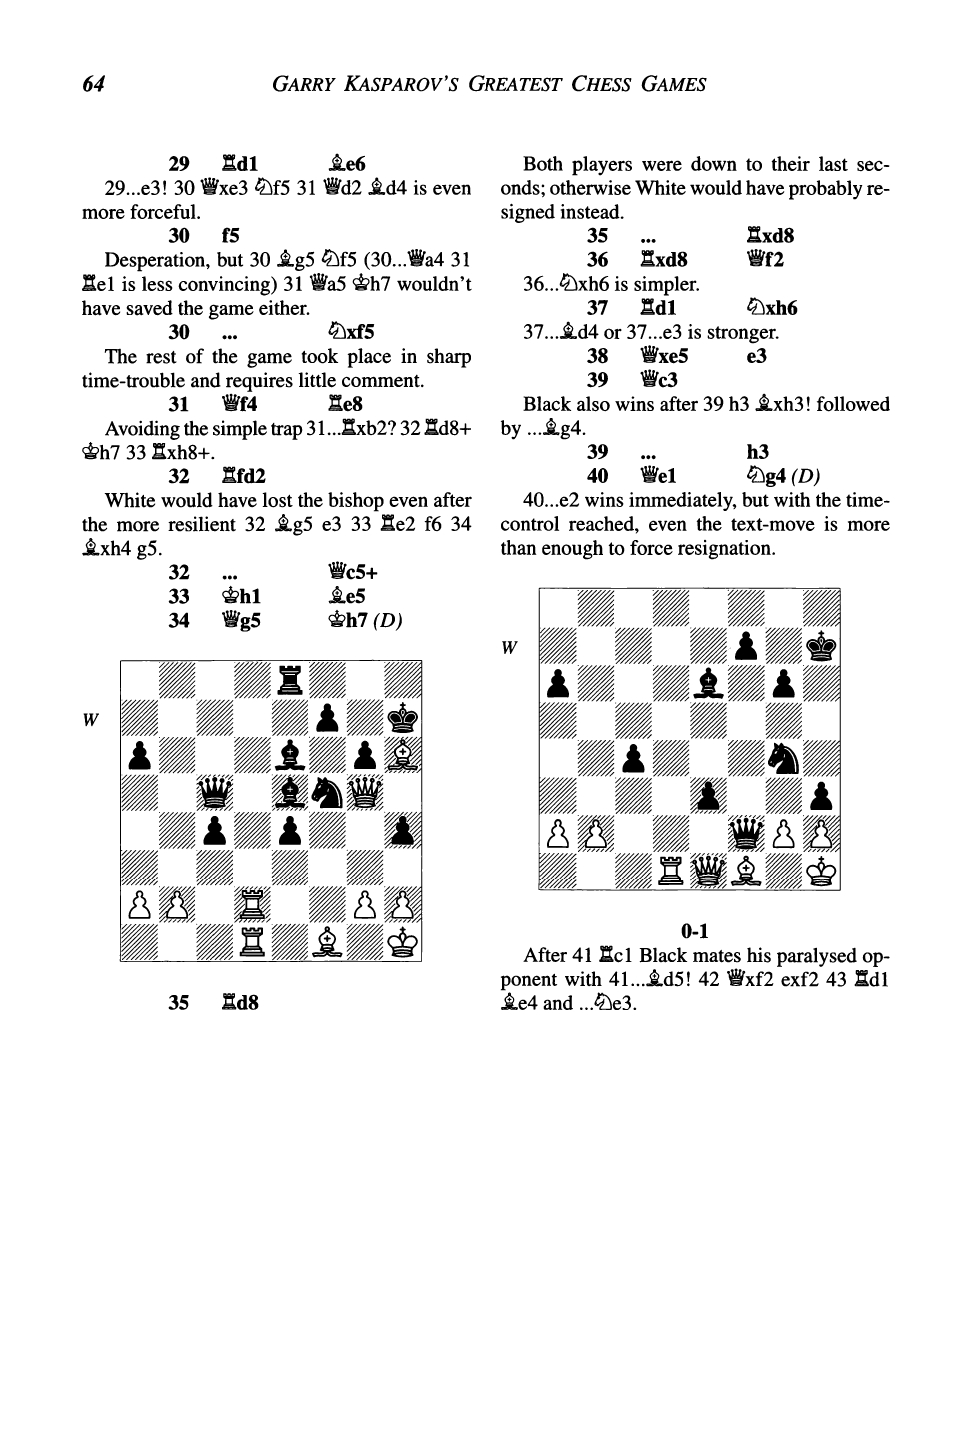 64 GARRY KASPAROV'S GREATEST CHESS GAMES
29 ♖d1 ♗e6
29...e3! 30 ♕xe3 ♘f5 31 ♕d2 ♗d4 is even
more forceful.
30 f5
Desperation, but 30 ♗g5 ♘f5 (30...♕a4 31
♖e1 is less convincing) 31 ♕a5 ♔h7 wouldn't
have saved the game either.
30 ... ♘xf5
The rest of the game took place in sharp
time-trouble and requires little comment.
31 ♕f4 ♖e8
Avoiding the simple trap 31...♖xb2? 32 ♖d8+
♔h7 33 ♖xh8+.
32 ♖fd2
White would have lost the bishop even after
the more resilient 32 ♗g5 e3 33 ♖e2 f6 34
♗xh4 g5.
32 ... ♕c5+
33 ♔h1 ♗e5
34 ♕g5 ♔h7 (D)
W
35 ♖d8
Both players were down to their last sec-
onds; otherwise White would have probably re-
signed instead.
35 ... ♖xd8
36 ♖xd8 ♕f2
36...♘xh6 is simpler.
37 ♖d1 ♘xh6
37...♗d4 or 37...e3 is stronger.
38 ♕xe5 e3
39 ♕c3
Black also wins after 39 h3 ♗xh3! followed
by ...♗g4.
39 ... h3
40 ♕e1 ♘g4 (D)
40...e2 wins immediately, but with the time-
control reached, even the text-move is more
than enough to force resignation.
W
0-1
After 41 ♖c1 Black mates his paralysed op-
ponent with 41...♗d5! 42 ♕xf2 exf2 43 ♖d1
♗e4 and ...♘e3.